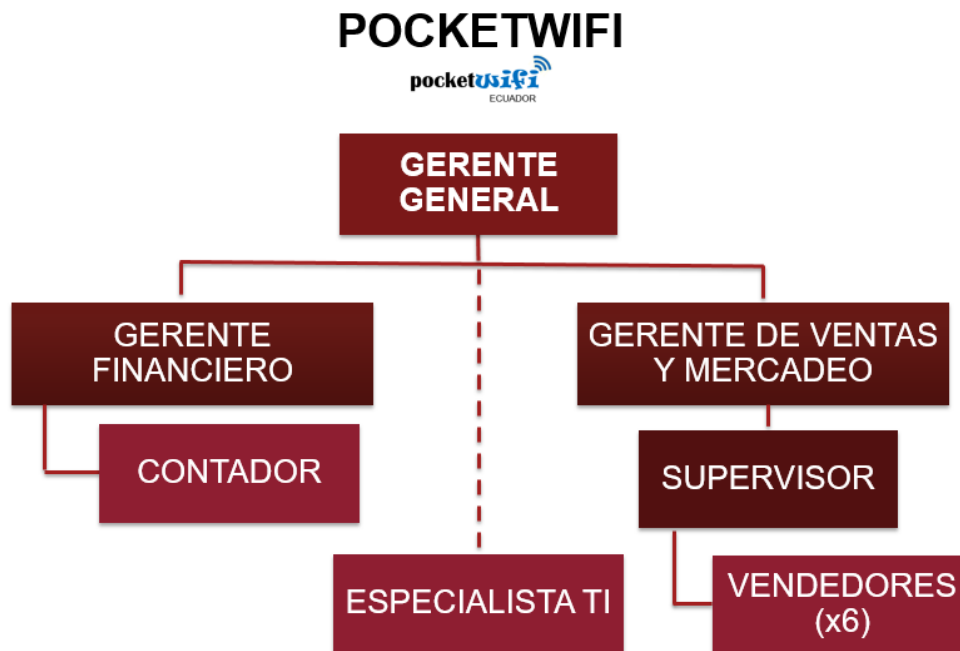 POCKETWIFI
pocketwifi
ECUADOR
GERENTE
GENERAL
GERENTE
FINANCIERO
GERENTE DE VENTAS
Y MERCADEO
CONTADOR
SUPERVISOR
ESPECIALISTA TI
VENDEDORES
(x6)